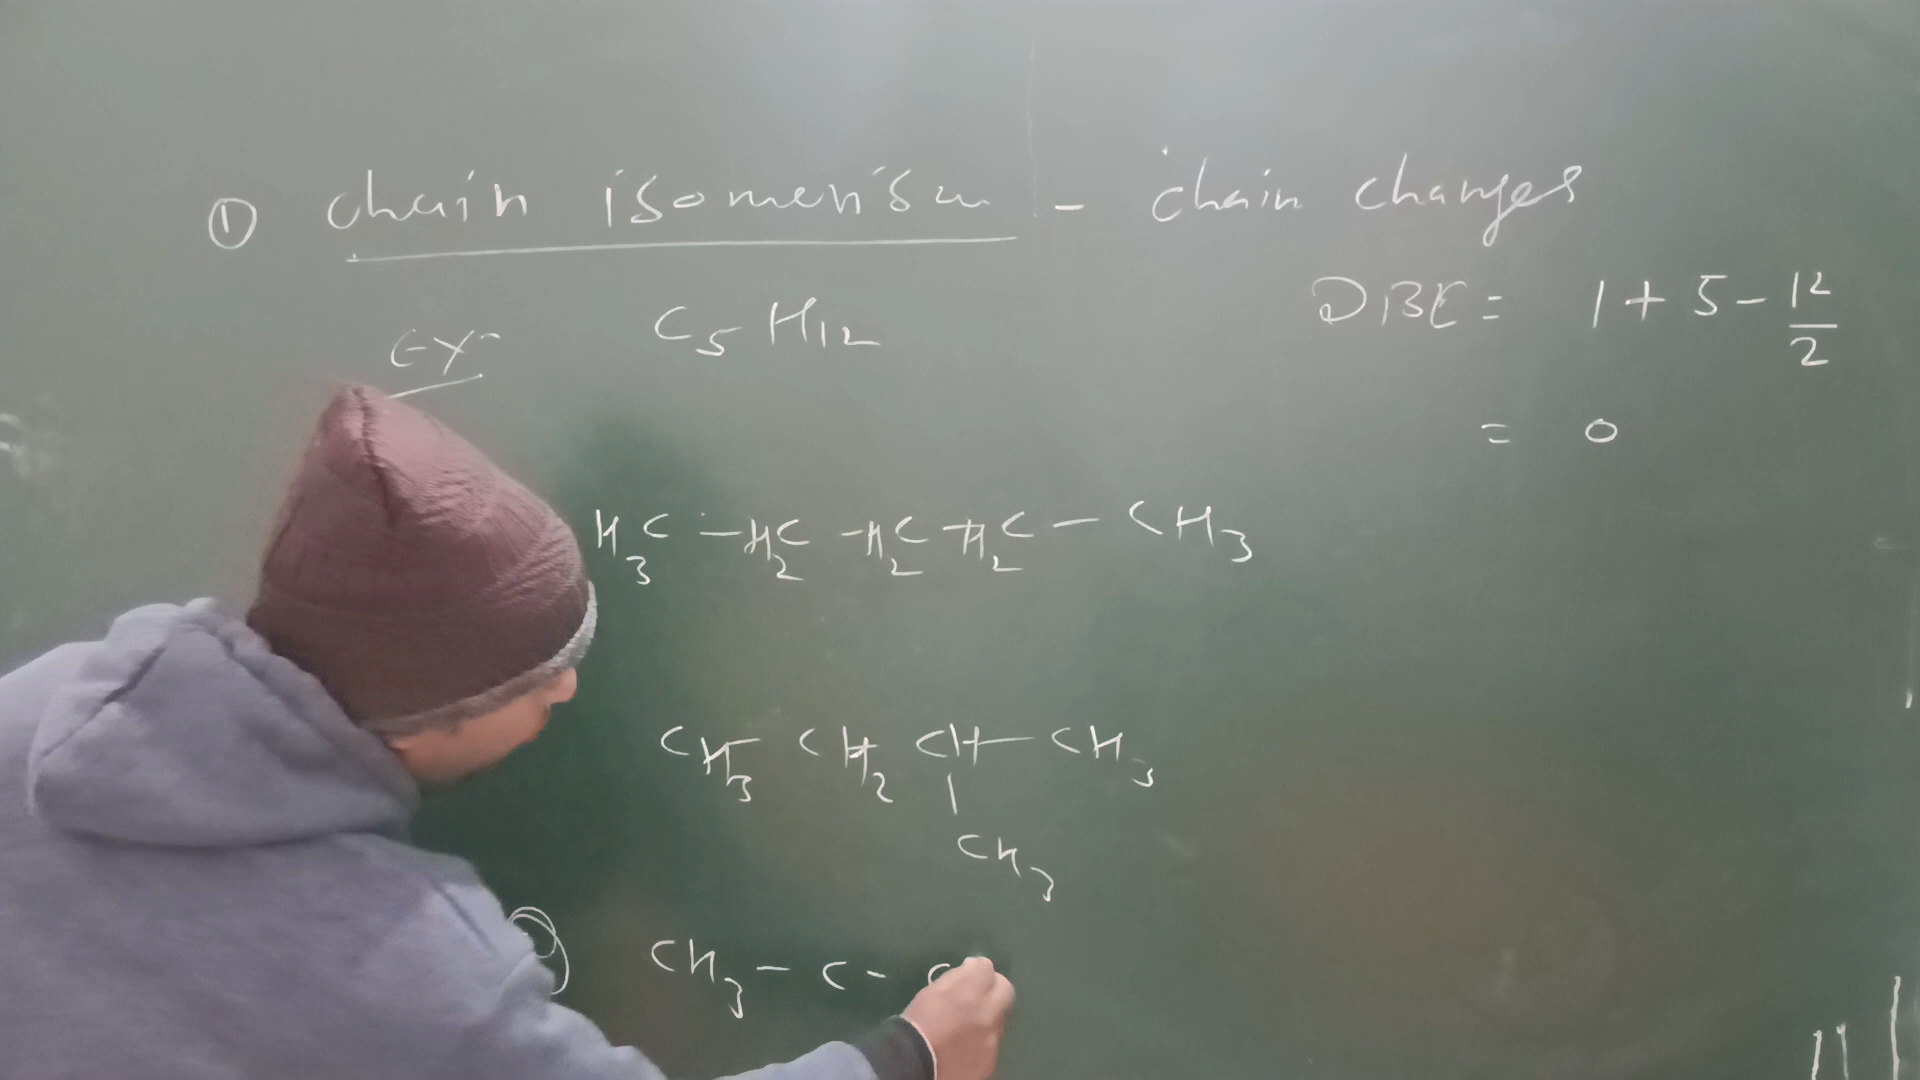 ① chain isomerism - chain changes
Ex- C5H12 DBE = 1 + 5 - 12/2
= 0
H3C - H2C - H2C - H2C - CH3
CH3 - CH2 CH - CH3
|
CH3
CH3 - C - C